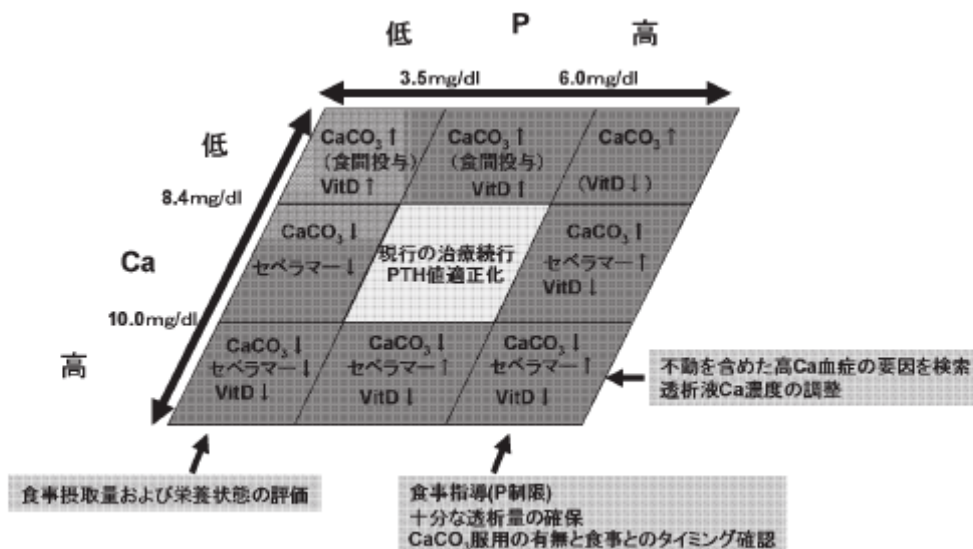 低 P 高
3.5mg/dl 6.0mg/dl
低
8.4mg/dl
Ca
10.0mg/dl
高
CaCO₃↑
(食間投与)
VitD↑
CaCO₃↑
(食間投与)
VitD↑
CaCO₃↑
(VitD↓)
CaCO₃↓
セベラマー↓
現行の治療続行
PTH値適正化
CaCO₃↓
セベラマー↑
VitD↓
CaCO₃↓
セベラマー↓
VitD↓
CaCO₃↓
セベラマー↑
VitD↓
CaCO₃↓
セベラマー↑
VitD↓
不動を含めた高Ca血症の要因を検索
透析液Ca濃度の調整
食事摂取量および栄養状態の評価
食事指導(P制限)
十分な透析量の確保
CaCO₃服用の有無と食事とのタイミング確認